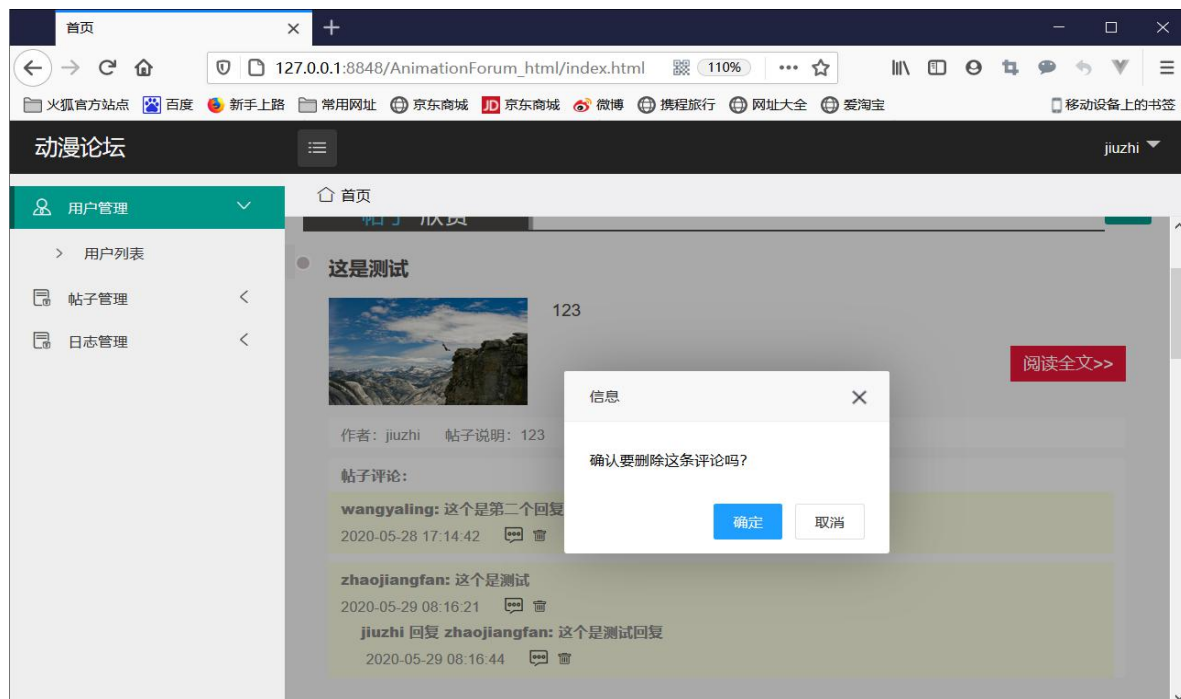 首页
127.0.0.1:8848/AnimationForum_html/index.html 110%
火狐官方站点 百度 新手上路 常用网址 京东商城 JD 京东商城 微博 携程旅行 网址大全 爱淘宝 移动设备上的书签
动漫论坛 jiuzhi
用户管理
首页
帖子 欣赏
用户列表
这是测试
帖子管理
123
日志管理
阅读全文>>
信息
作者：jiuzhi 帖子说明：123
确认要删除这条评论吗？
帖子评论：
wangyaling: 这个是第二个回复
确定 取消
2020-05-28 17:14:42
zhaojiangfan: 这个是测试
2020-05-29 08:16:21
jiuzhi 回复 zhaojiangfan: 这个是测试回复
2020-05-29 08:16:44